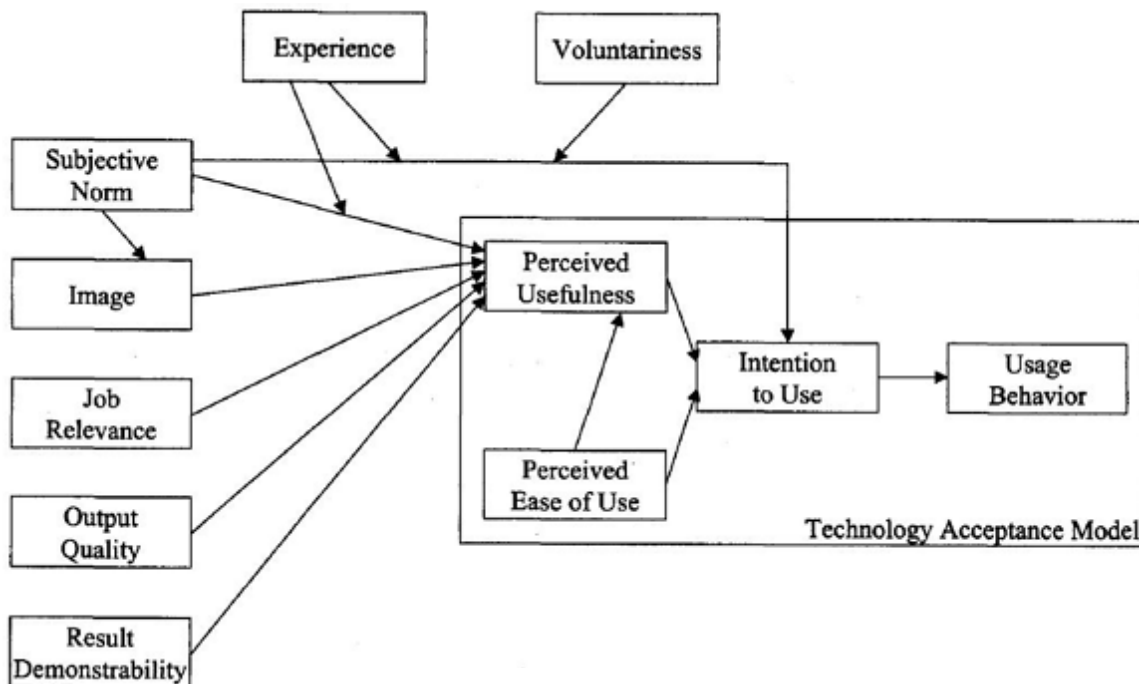 Experience
Voluntariness
Subjective
Norm
Image
Job
Relevance
Output
Quality
Result
Demonstrability
Perceived
Usefulness
Perceived
Ease of Use
Intention
to Use
Usage
Behavior
Technology Acceptance Model